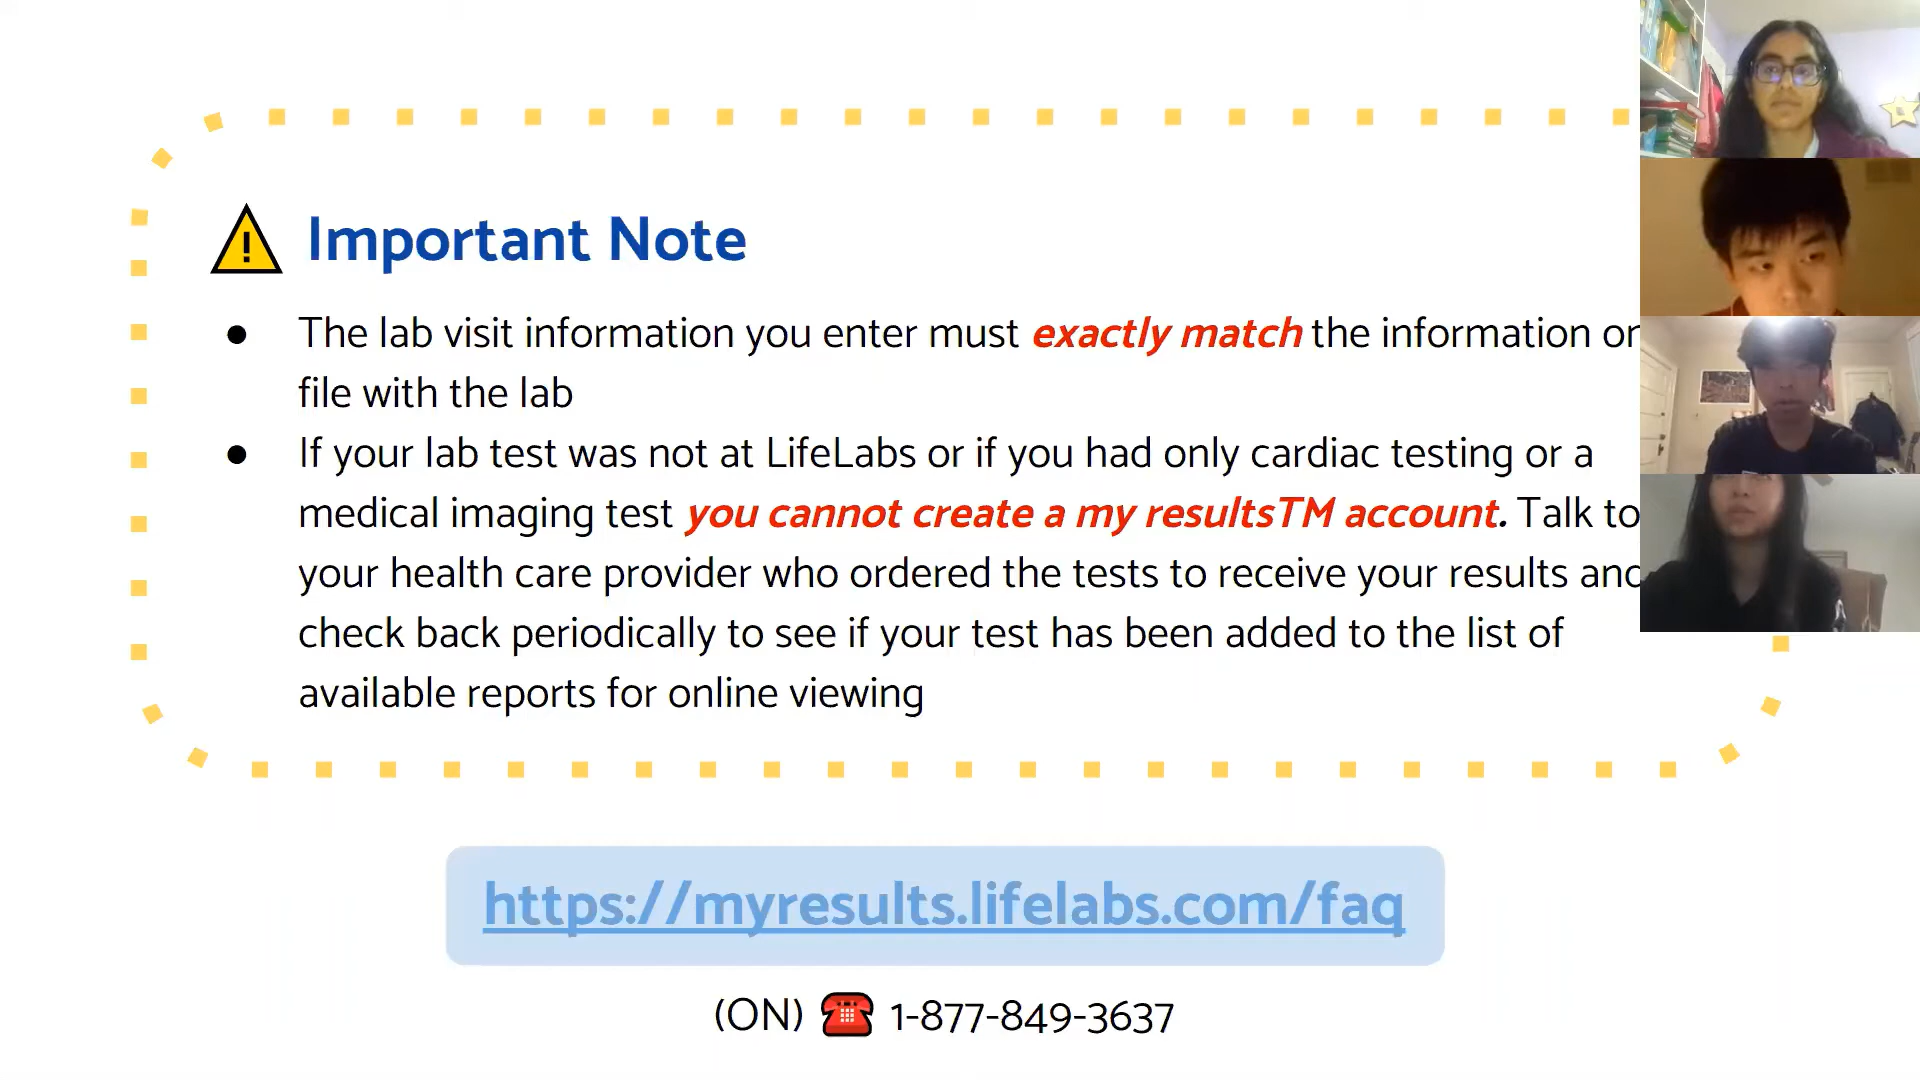 Important Note
● The lab visit information you enter must exactly match the information on
file with the lab
● If your lab test was not at LifeLabs or if you had only cardiac testing or a
medical imaging test you cannot create a my resultsTM account. Talk to
your health care provider who ordered the tests to receive your results and
check back periodically to see if your test has been added to the list of
available reports for online viewing
https://myresults.lifelabs.com/faq
(ON) ☎️ 1-877-849-3637